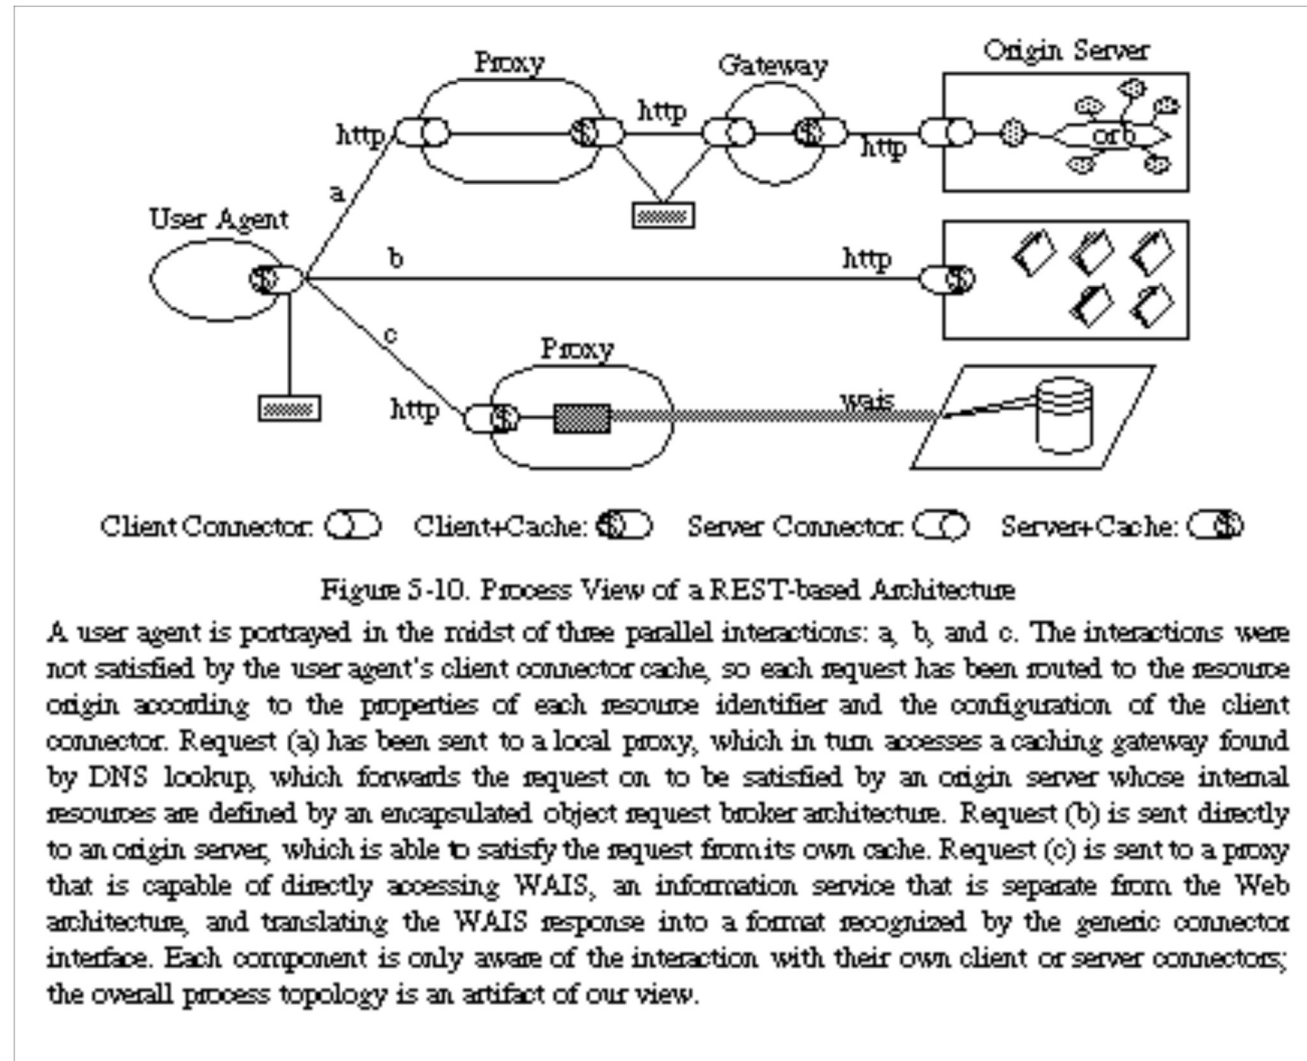 Origin Server
Proxy
Gateway
http
http
http
orb
a
User Agent
b
http
$
$
$
$
c
Proxy
http
$
wais
Client Connector:
Client+Cache: $
Server Connector:
Server+Cache: $
Figure 5-10. Process View of a REST-based Architecture
A user agent is portrayed in the midst of three parallel interactions: a, b, and c. The interactions were
not satisfied by the user agent's client connector cache, so each request has been routed to the resource
origin according to the properties of each resource identifier and the configuration of the client
connector. Request (a) has been sent to a local proxy, which in turn accesses a caching gateway found
by DNS lookup, which forwards the request on to be satisfied by an origin server whose internal
resources are defined by an encapsulated object request broker architecture. Request (b) is sent directly
to an origin server, which is able to satisfy the request from its own cache. Request (c) is sent to a proxy
that is capable of directly accessing WAIS, an information service that is separate from the Web
architecture, and translating the WAIS response into a format recognized by the generic connector
interface. Each component is only aware of the interaction with their own client or server connectors;
the overall process topology is an artifact of our view.